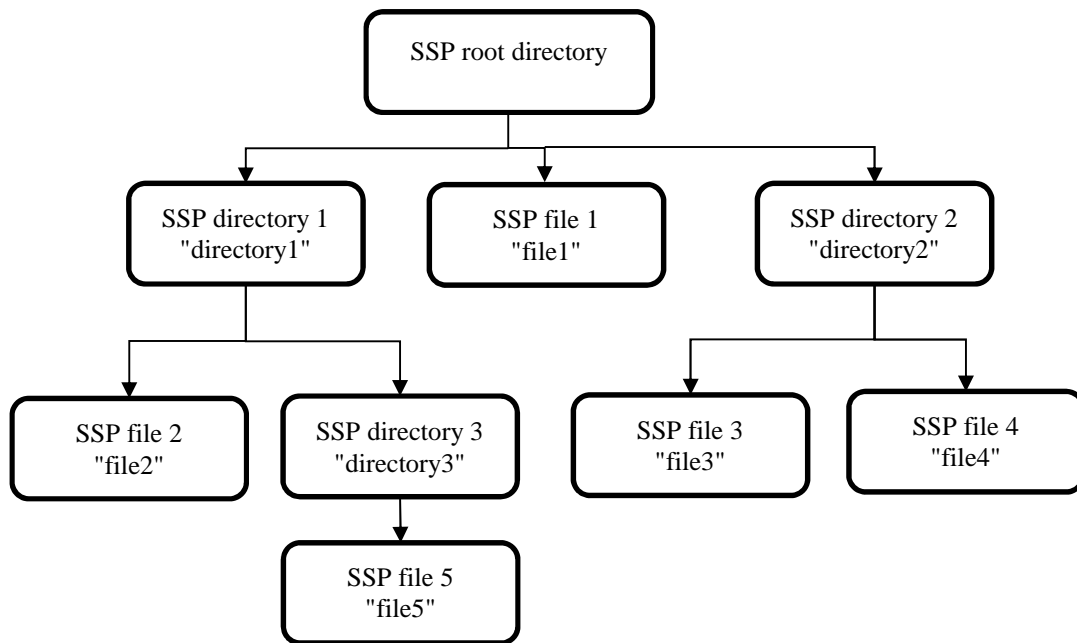 SSP root directory
SSP directory 1
"directory1"
SSP file 1
"file1"
SSP directory 2
"directory2"
SSP file 2
"file2"
SSP directory 3
"directory3"
SSP file 3
"file3"
SSP file 4
"file4"
SSP file 5
"file5"